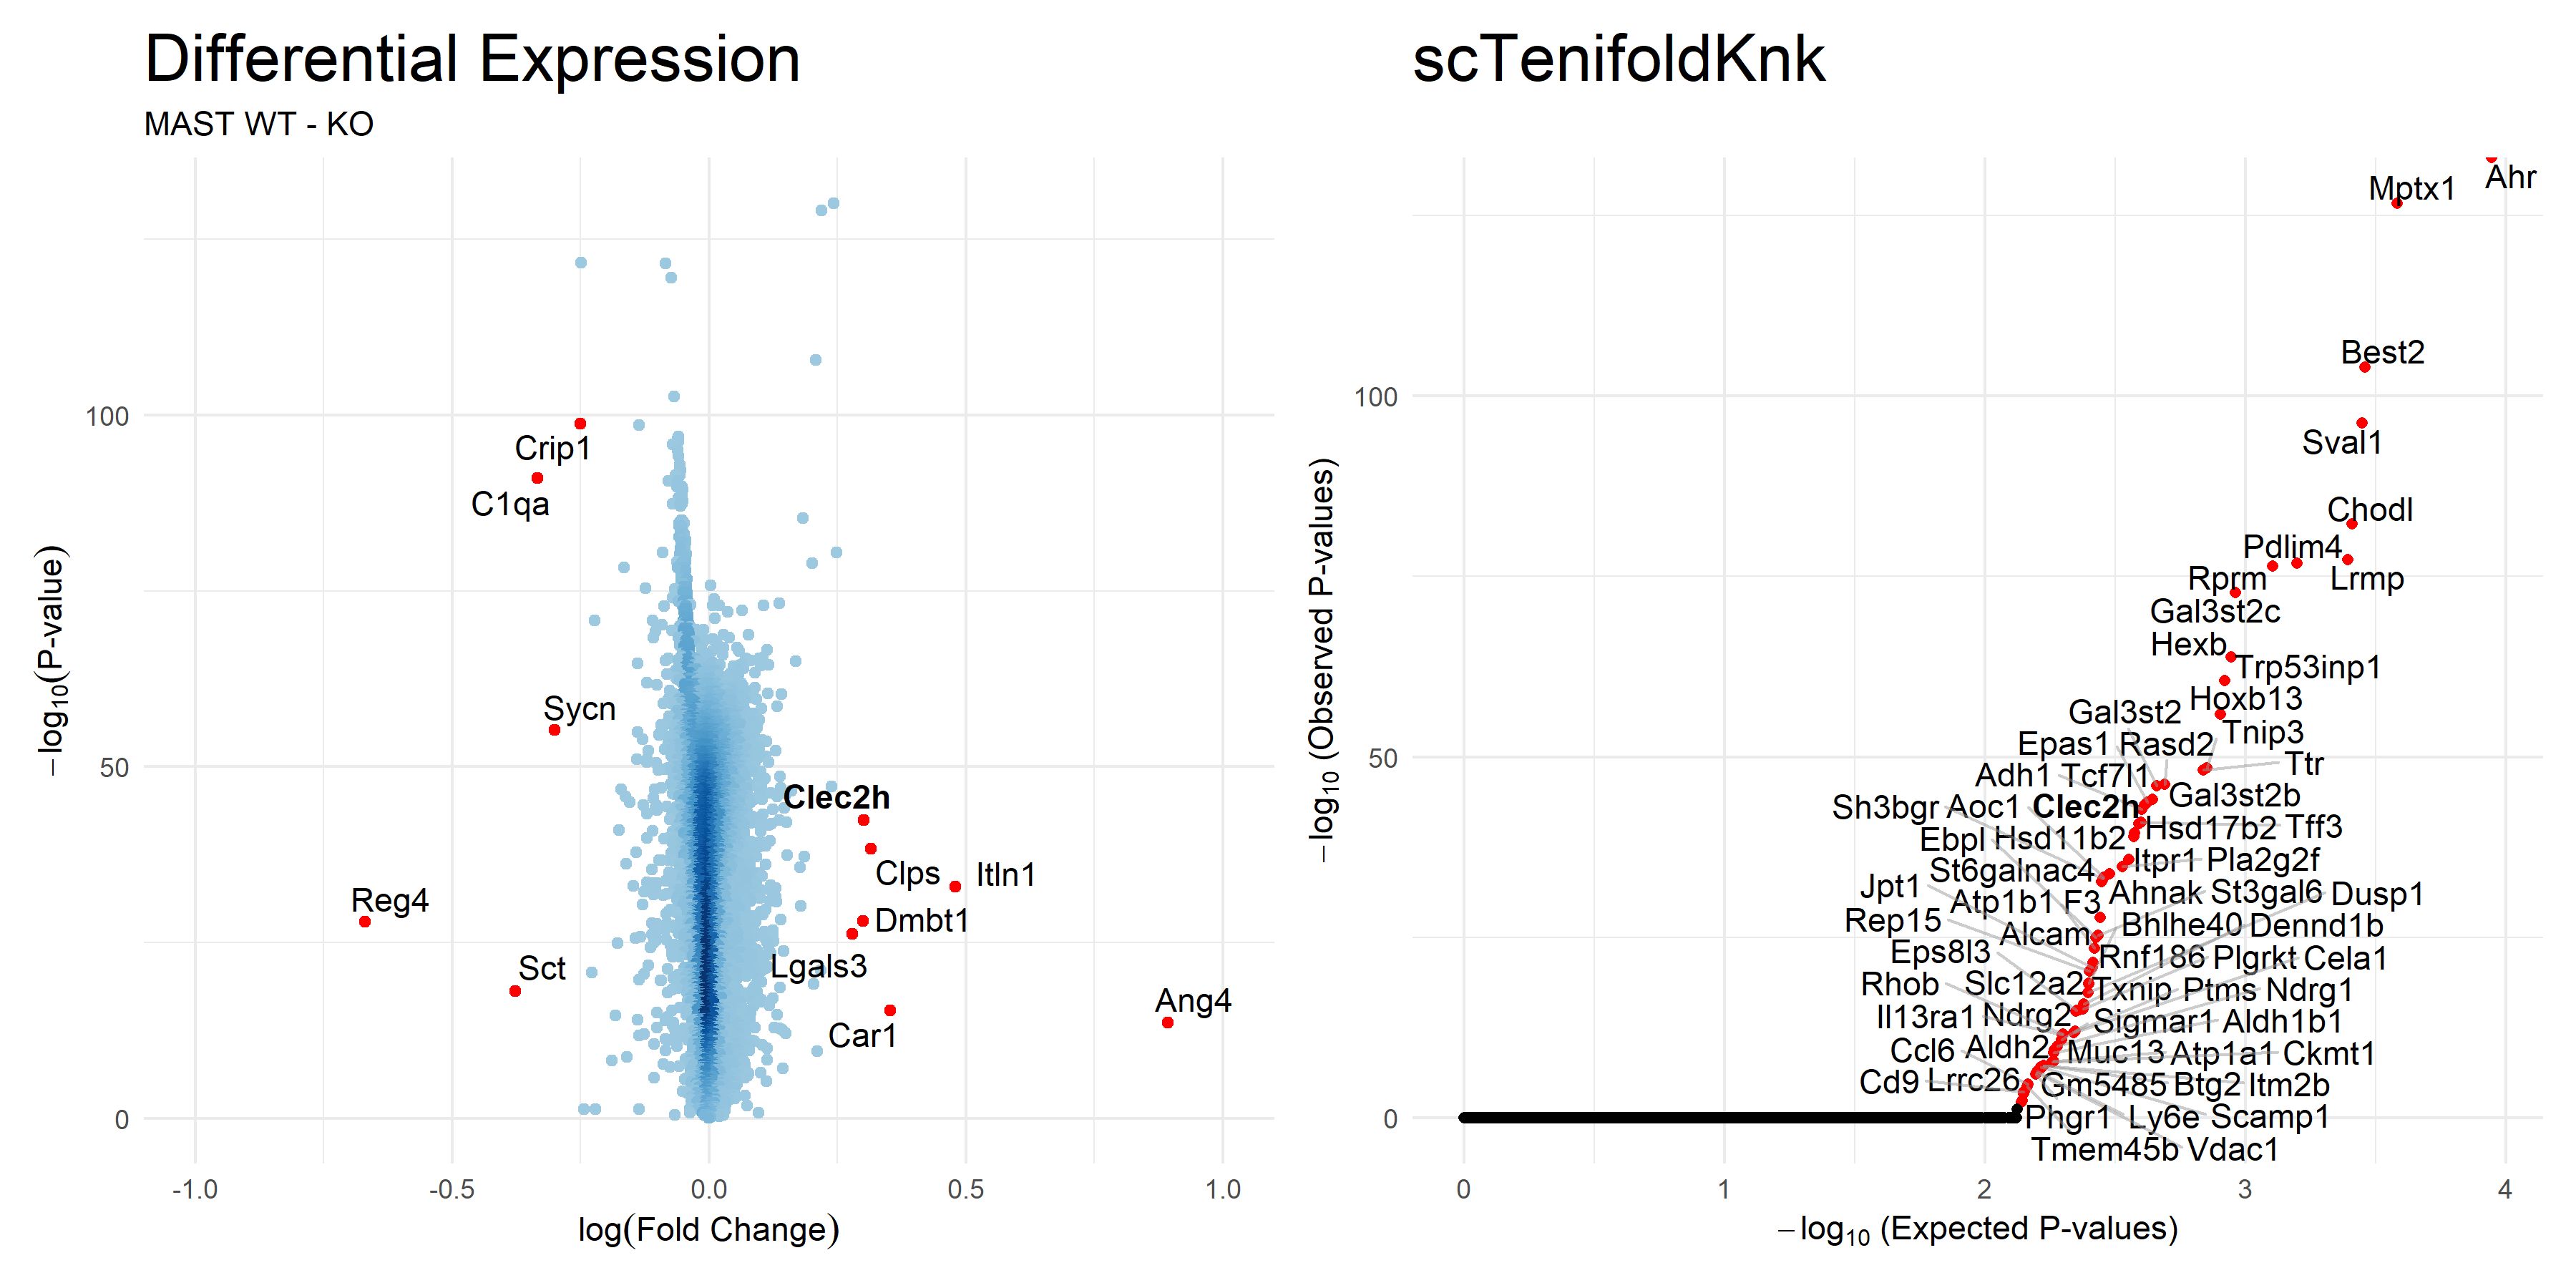 Differential Expression
MAST WT - KO
−log10(P-value)
100
50
0
-1.0
-0.5
0.0
0.5
1.0
log(Fold Change)
Crip1
C1qa
Sycn
Clec2h
Clps
Itln1
Reg4
Dmbt1
Sct
Lgals3
Ang4
Car1
scTenifoldKnk
−log10 (Observed P-values)
100
50
0
0
1
2
3
4
−log10 (Expected P-values)
Ahr
Mptx1
Best2
Sval1
Chodl
Pdlim4
Rprm
Lrmp
Gal3st2c
Hexb
Trp53inp1
Hoxb13
Gal3st2
Tnip3
Epas1
Rasd2
Ttr
Adh1
Tcf7l1
Gal3st2b
Sh3bgr
Aoc1
Clec2h
Hsd17b2
Tff3
Ebpl
Hsd11b2
Itpr1
Pla2g2f
St6galnac4
Jpt1
Ahnak
St3gal6
Dusp1
Atp1b1
F3
Rep15
Bhlhe40
Dennd1b
Alcam
Eps8l3
Rnf186
Plgrkt
Cela1
Rhob
Slc12a2
Txnip
Ptms
Ndrg1
Il13ra1
Ndrg2
Sigmar1
Aldh1b1
Ccl6
Aldh2
Muc13
Atp1a1
Ckmt1
Cd9
Lrrc26
Gm5485
Btg2
Itm2b
Phgr1
Ly6e
Scamp1
Tmem45b
Vdac1